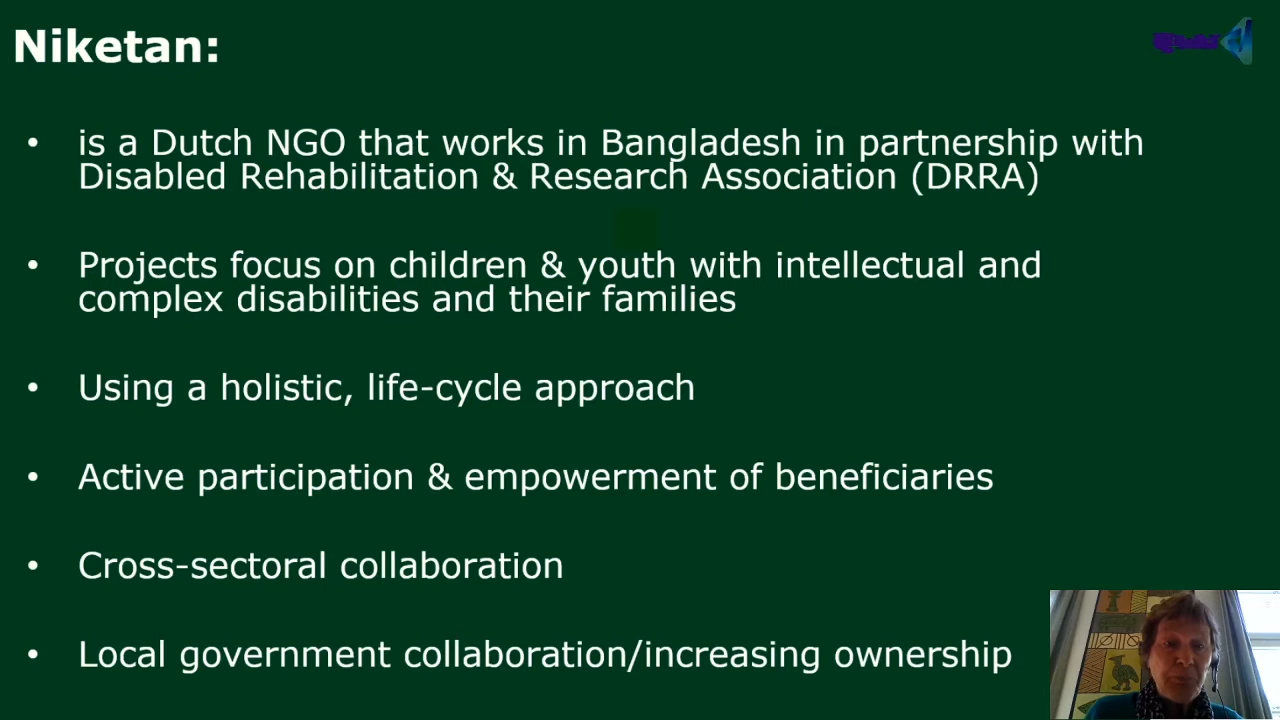 Niketan:
• is a Dutch NGO that works in Bangladesh in partnership with
Disabled Rehabilitation & Research Association (DRRA)
• Projects focus on children & youth with intellectual and
complex disabilities and their families
• Using a holistic, life-cycle approach
• Active participation & empowerment of beneficiaries
• Cross-sectoral collaboration
• Local government collaboration/increasing ownership